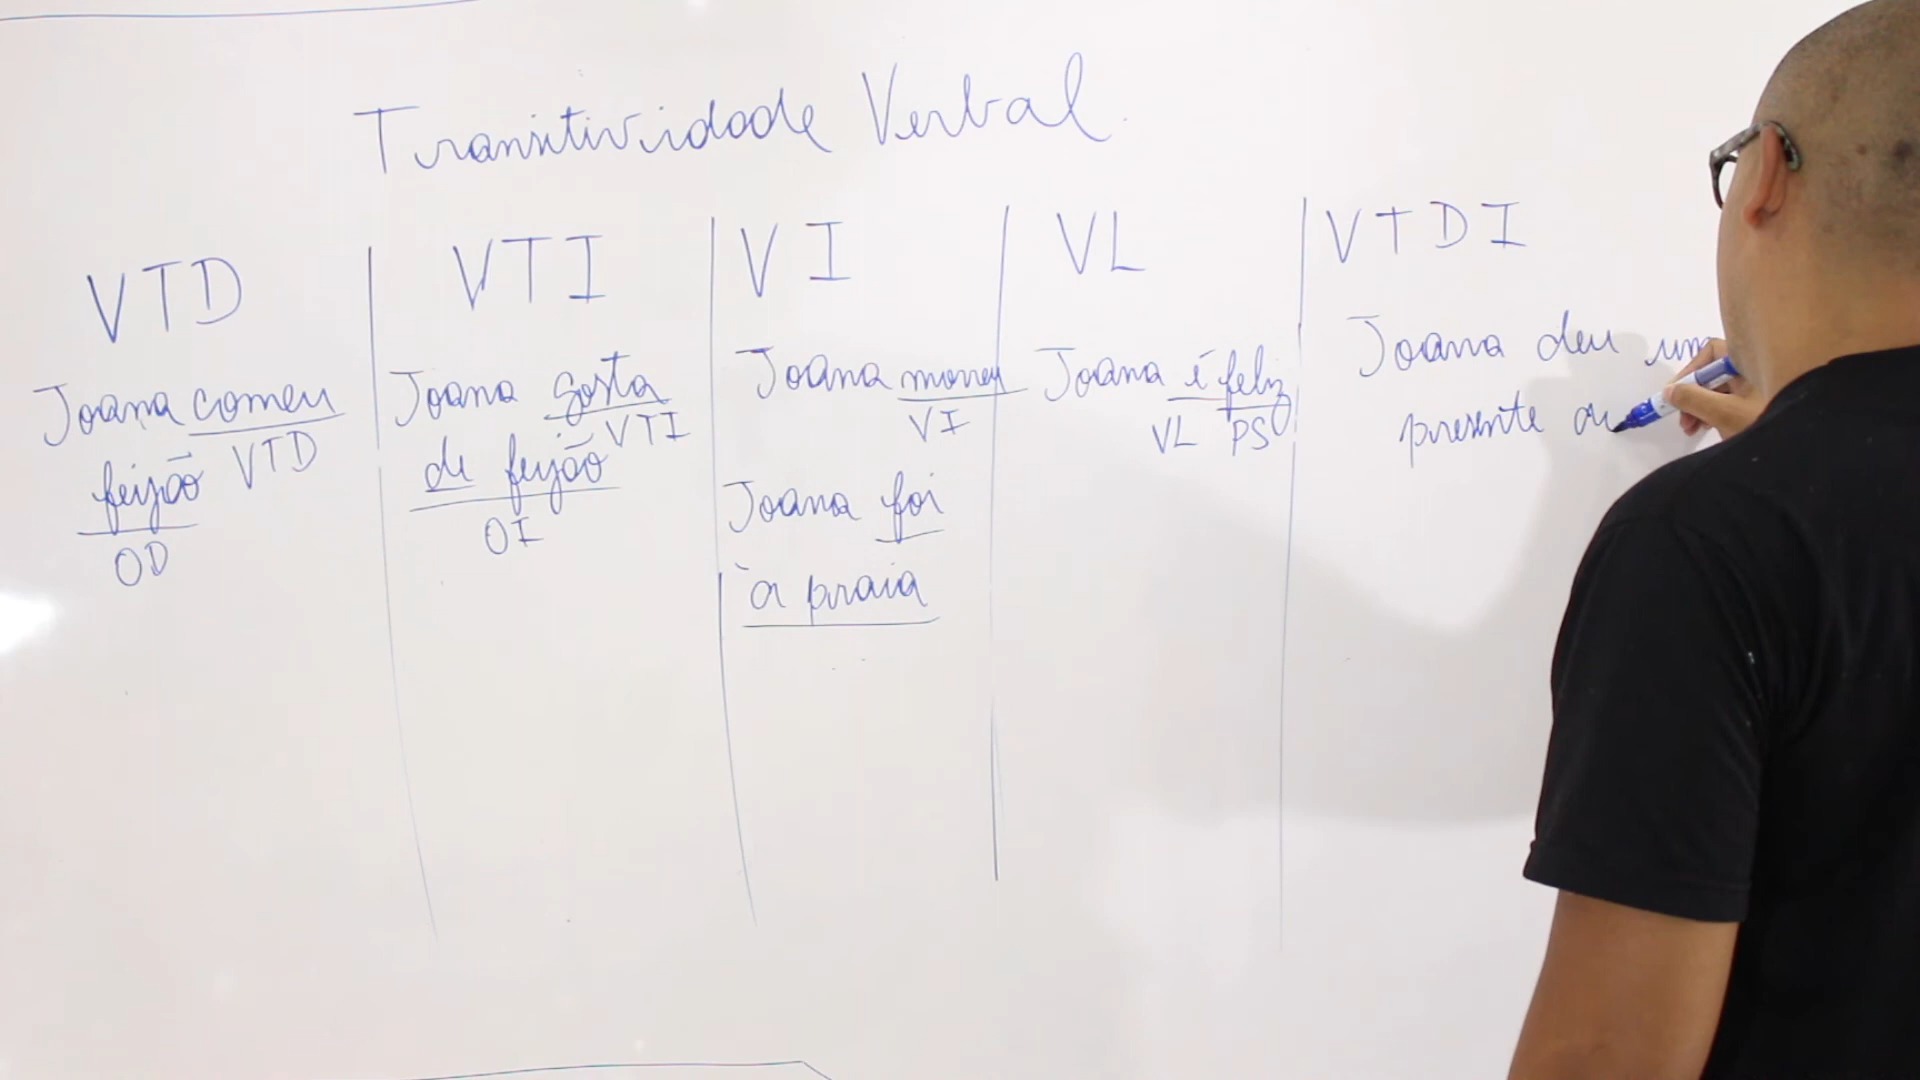 Transitividade Verbal
VTD
Joana comeu
feijão VTD
OD
VTI
Joana gosta
de feijão VTI
OI
VI
Joana morreu
VI
Joana foi
à praia
VL
Joana é feliz
VL PS
VTDI
Joana deu um
presente